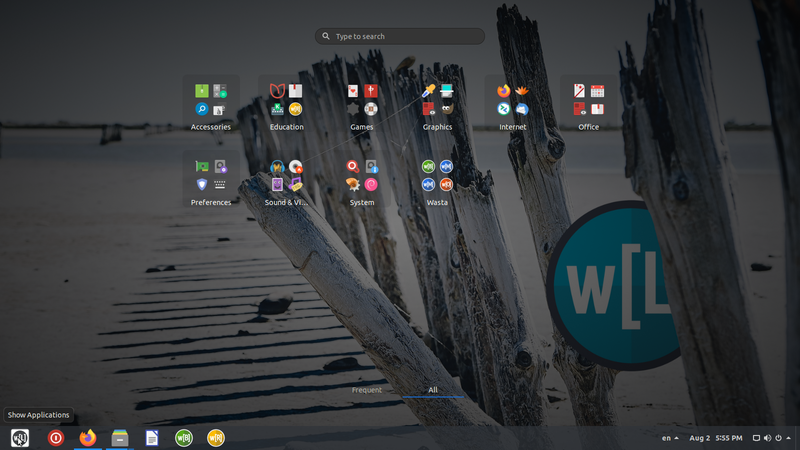 Type to search
Accessories
Education
Games
Graphics
Internet
Office
Preferences
Sound & Vi...
System
Wasta
W[L
Frequent
All
Show Applications
en
Aug 2 5:55 PM